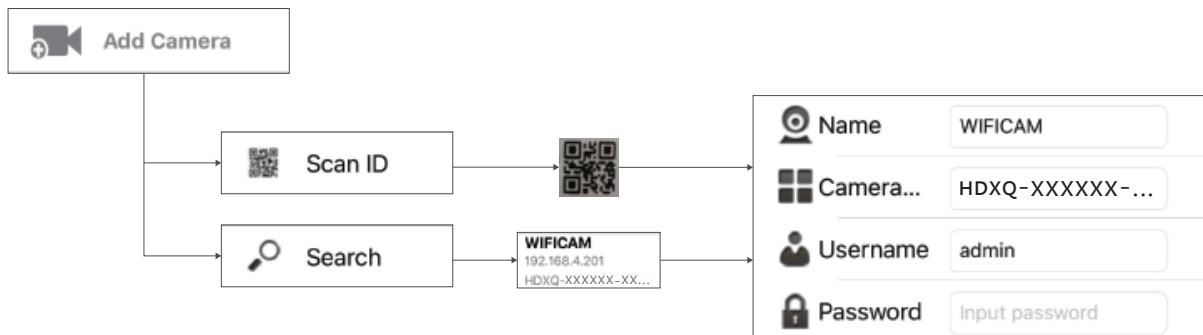 Add Camera
Scan ID
Search
WIFICAM
192.168.4.201
HDXQ-XXXXXX-XX...
Name
WIFICAM
Camera...
HDXQ-XXXXXX-...
Username
admin
Password
Input password